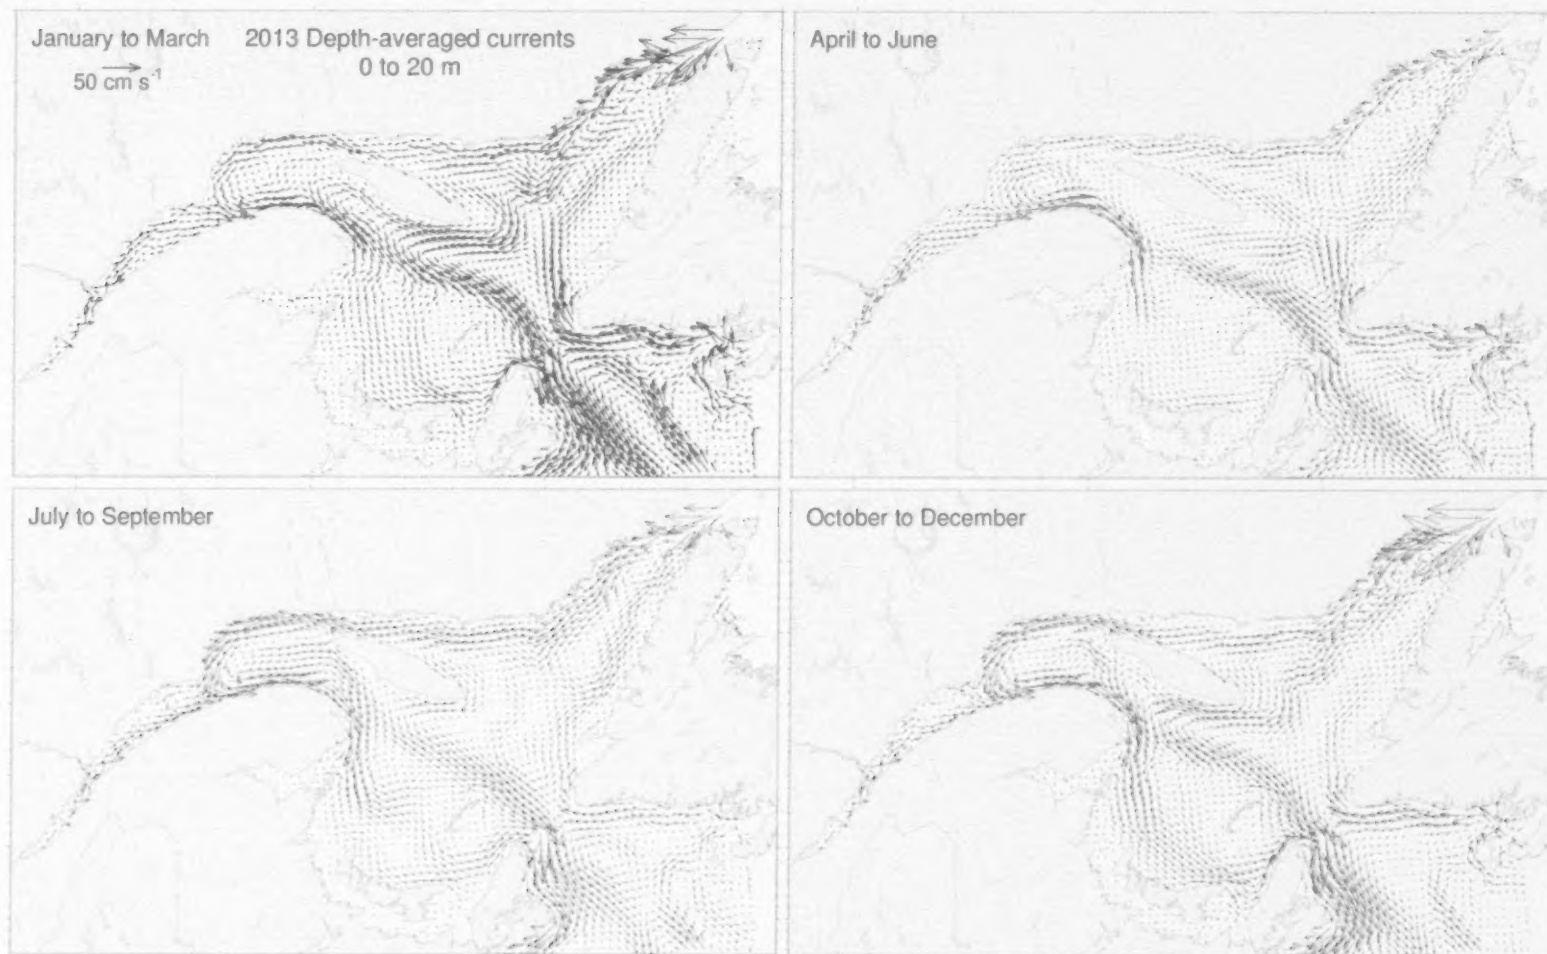 January to March
2013 Depth-averaged currents
0 to 20 m
50 cm s⁻¹
April to June
July to September
October to December